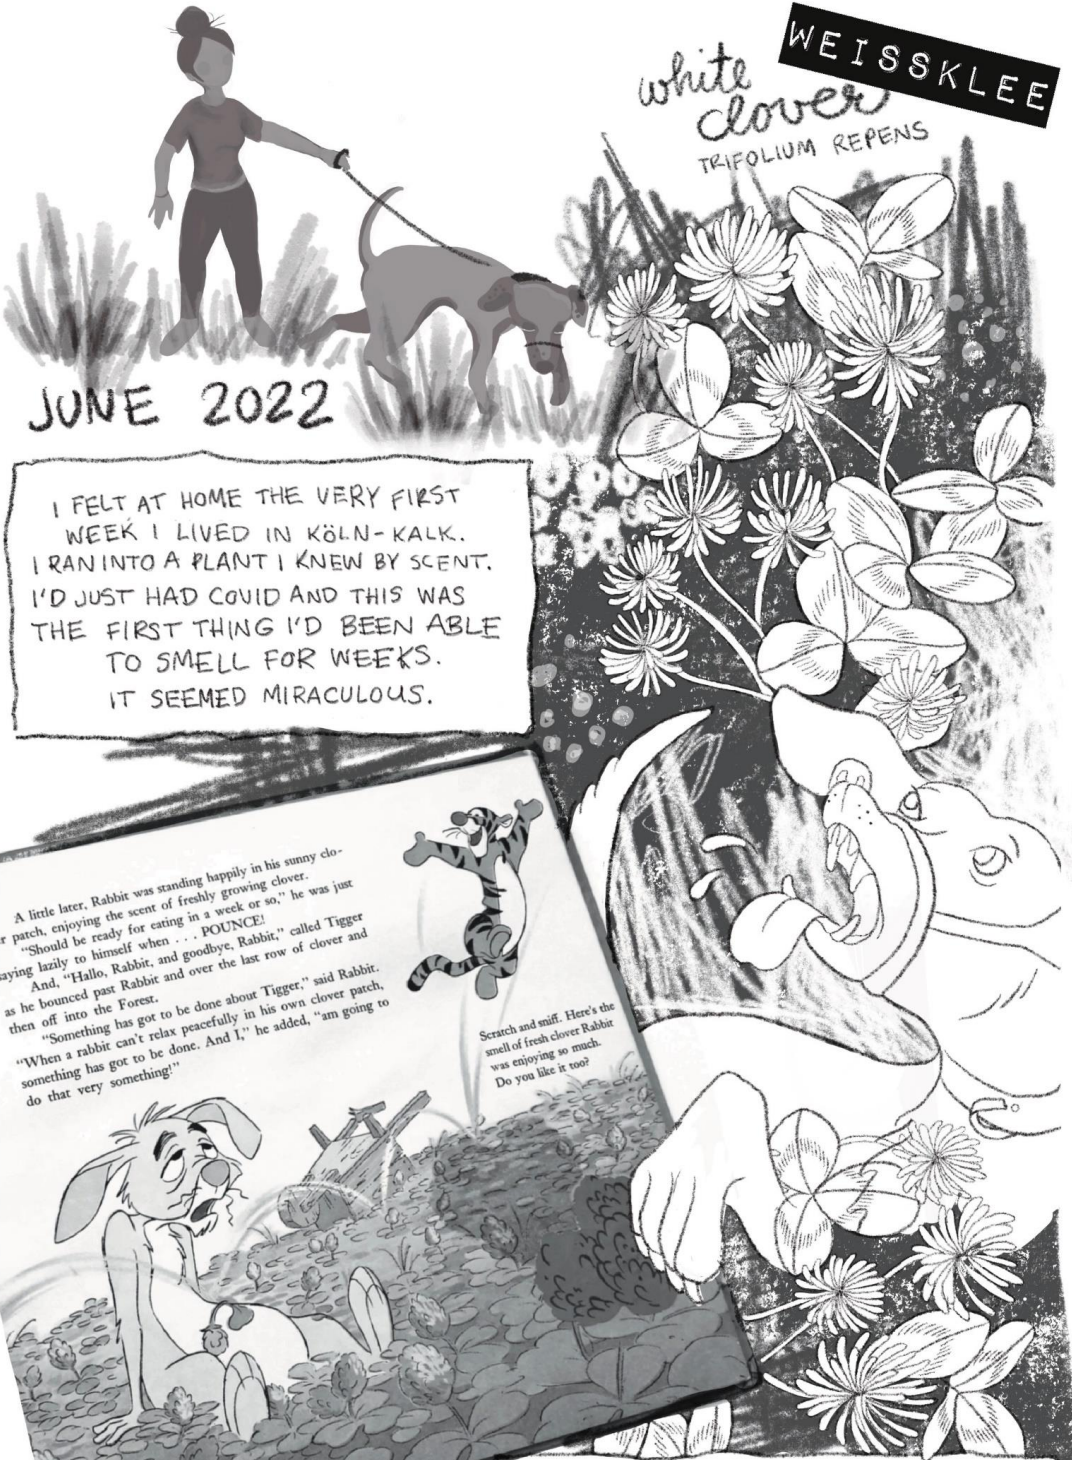 WEISSKLEE
white
clover
TRIFOLIUM REPENS
JUNE 2022
I FELT AT HOME THE VERY FIRST
WEEK I LIVED IN KÖLN-KALK.
I RAN INTO A PLANT I KNEW BY SCENT.
I'D JUST HAD COVID AND THIS WAS
THE FIRST THING I'D BEEN ABLE
TO SMELL FOR WEEKS.
IT SEEMED MIRACULOUS.
A little later, Rabbit was standing happily in his sunny clo-
r patch, enjoying the scent of freshly growing clover.
"Should be ready for eating in a week or so," he was just
aying lazily to himself when . . . POUNCE!
And, "Hallo, Rabbit, and goodbye, Rabbit," called Tigger
as he bounced past Rabbit and over the last row of clover and
then off into the Forest.
"Something has got to be done about Tigger," said Rabbit.
"When a rabbit can't relax peacefully in his own clover patch,
something has got to be done. And I," he added, "am going to
do that very something!"
Scratch and sniff. Here's the
smell of fresh clover Rabbit
was enjoying so much.
Do you like it too?